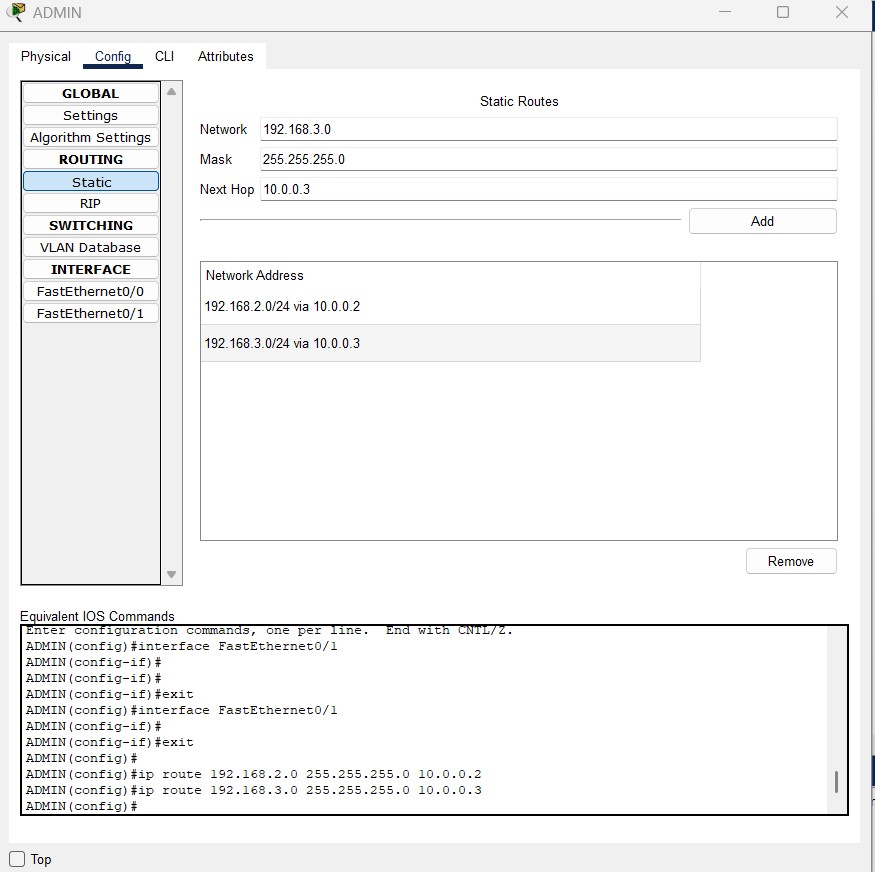 ADMIN
Physical Config CLI Attributes
GLOBAL
Settings
Algorithm Settings
ROUTING
Static
RIP
SWITCHING
VLAN Database
INTERFACE
FastEthernet0/0
FastEthernet0/1
Static Routes
Network 192.168.3.0
Mask 255.255.255.0
Next Hop 10.0.0.3
Add
Network Address
192.168.2.0/24 via 10.0.0.2
192.168.3.0/24 via 10.0.0.3
Remove
Equivalent IOS Commands
Enter configuration commands, one per line.  End with CNTL/Z.
ADMIN(config)#interface FastEthernet0/1
ADMIN(config-if)#
ADMIN(config-if)#
ADMIN(config-if)#exit
ADMIN(config)#interface FastEthernet0/1
ADMIN(config-if)#
ADMIN(config-if)#exit
ADMIN(config)#
ADMIN(config)#ip route 192.168.2.0 255.255.255.0 10.0.0.2
ADMIN(config)#ip route 192.168.3.0 255.255.255.0 10.0.0.3
ADMIN(config)#
Top